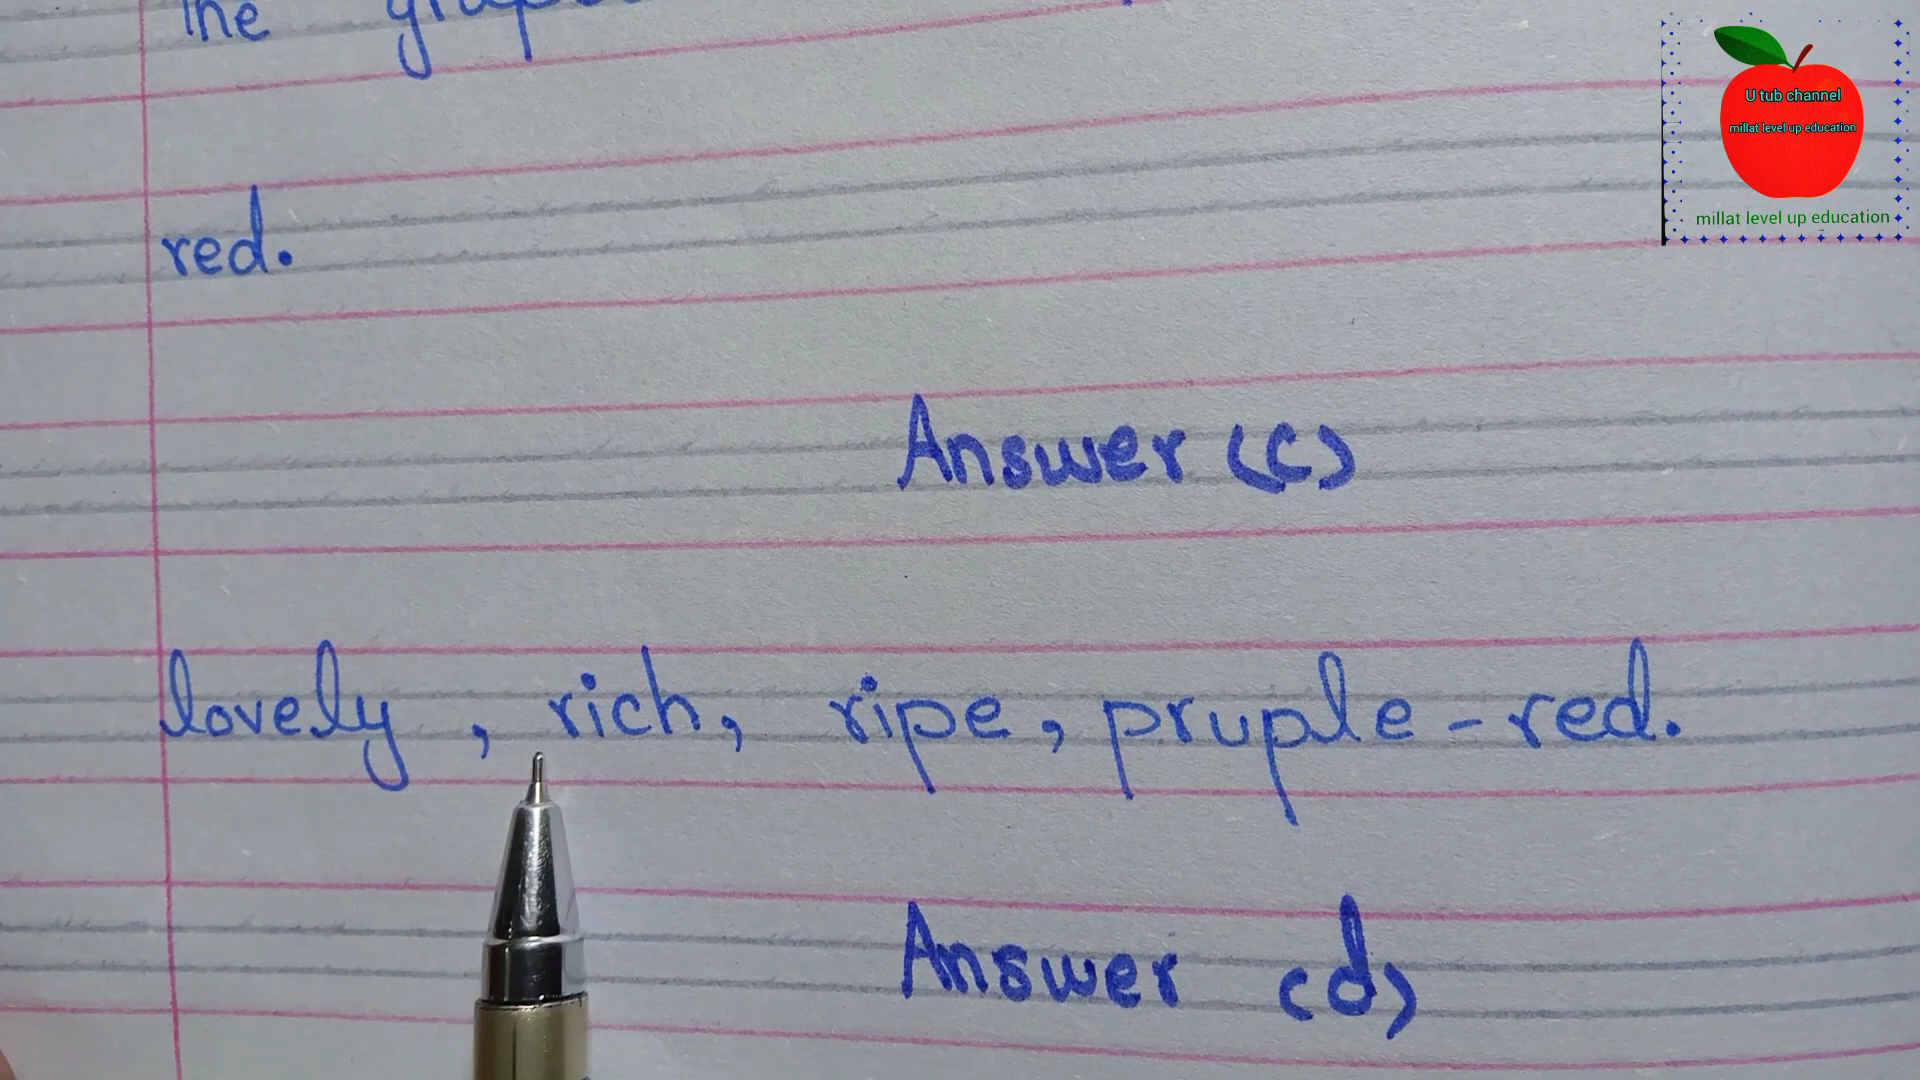 The
U tub channel
millat level up education
millat level up education
red.
Answer (c)
lovely, rich, ripe, pruple-red.
Answer (d)